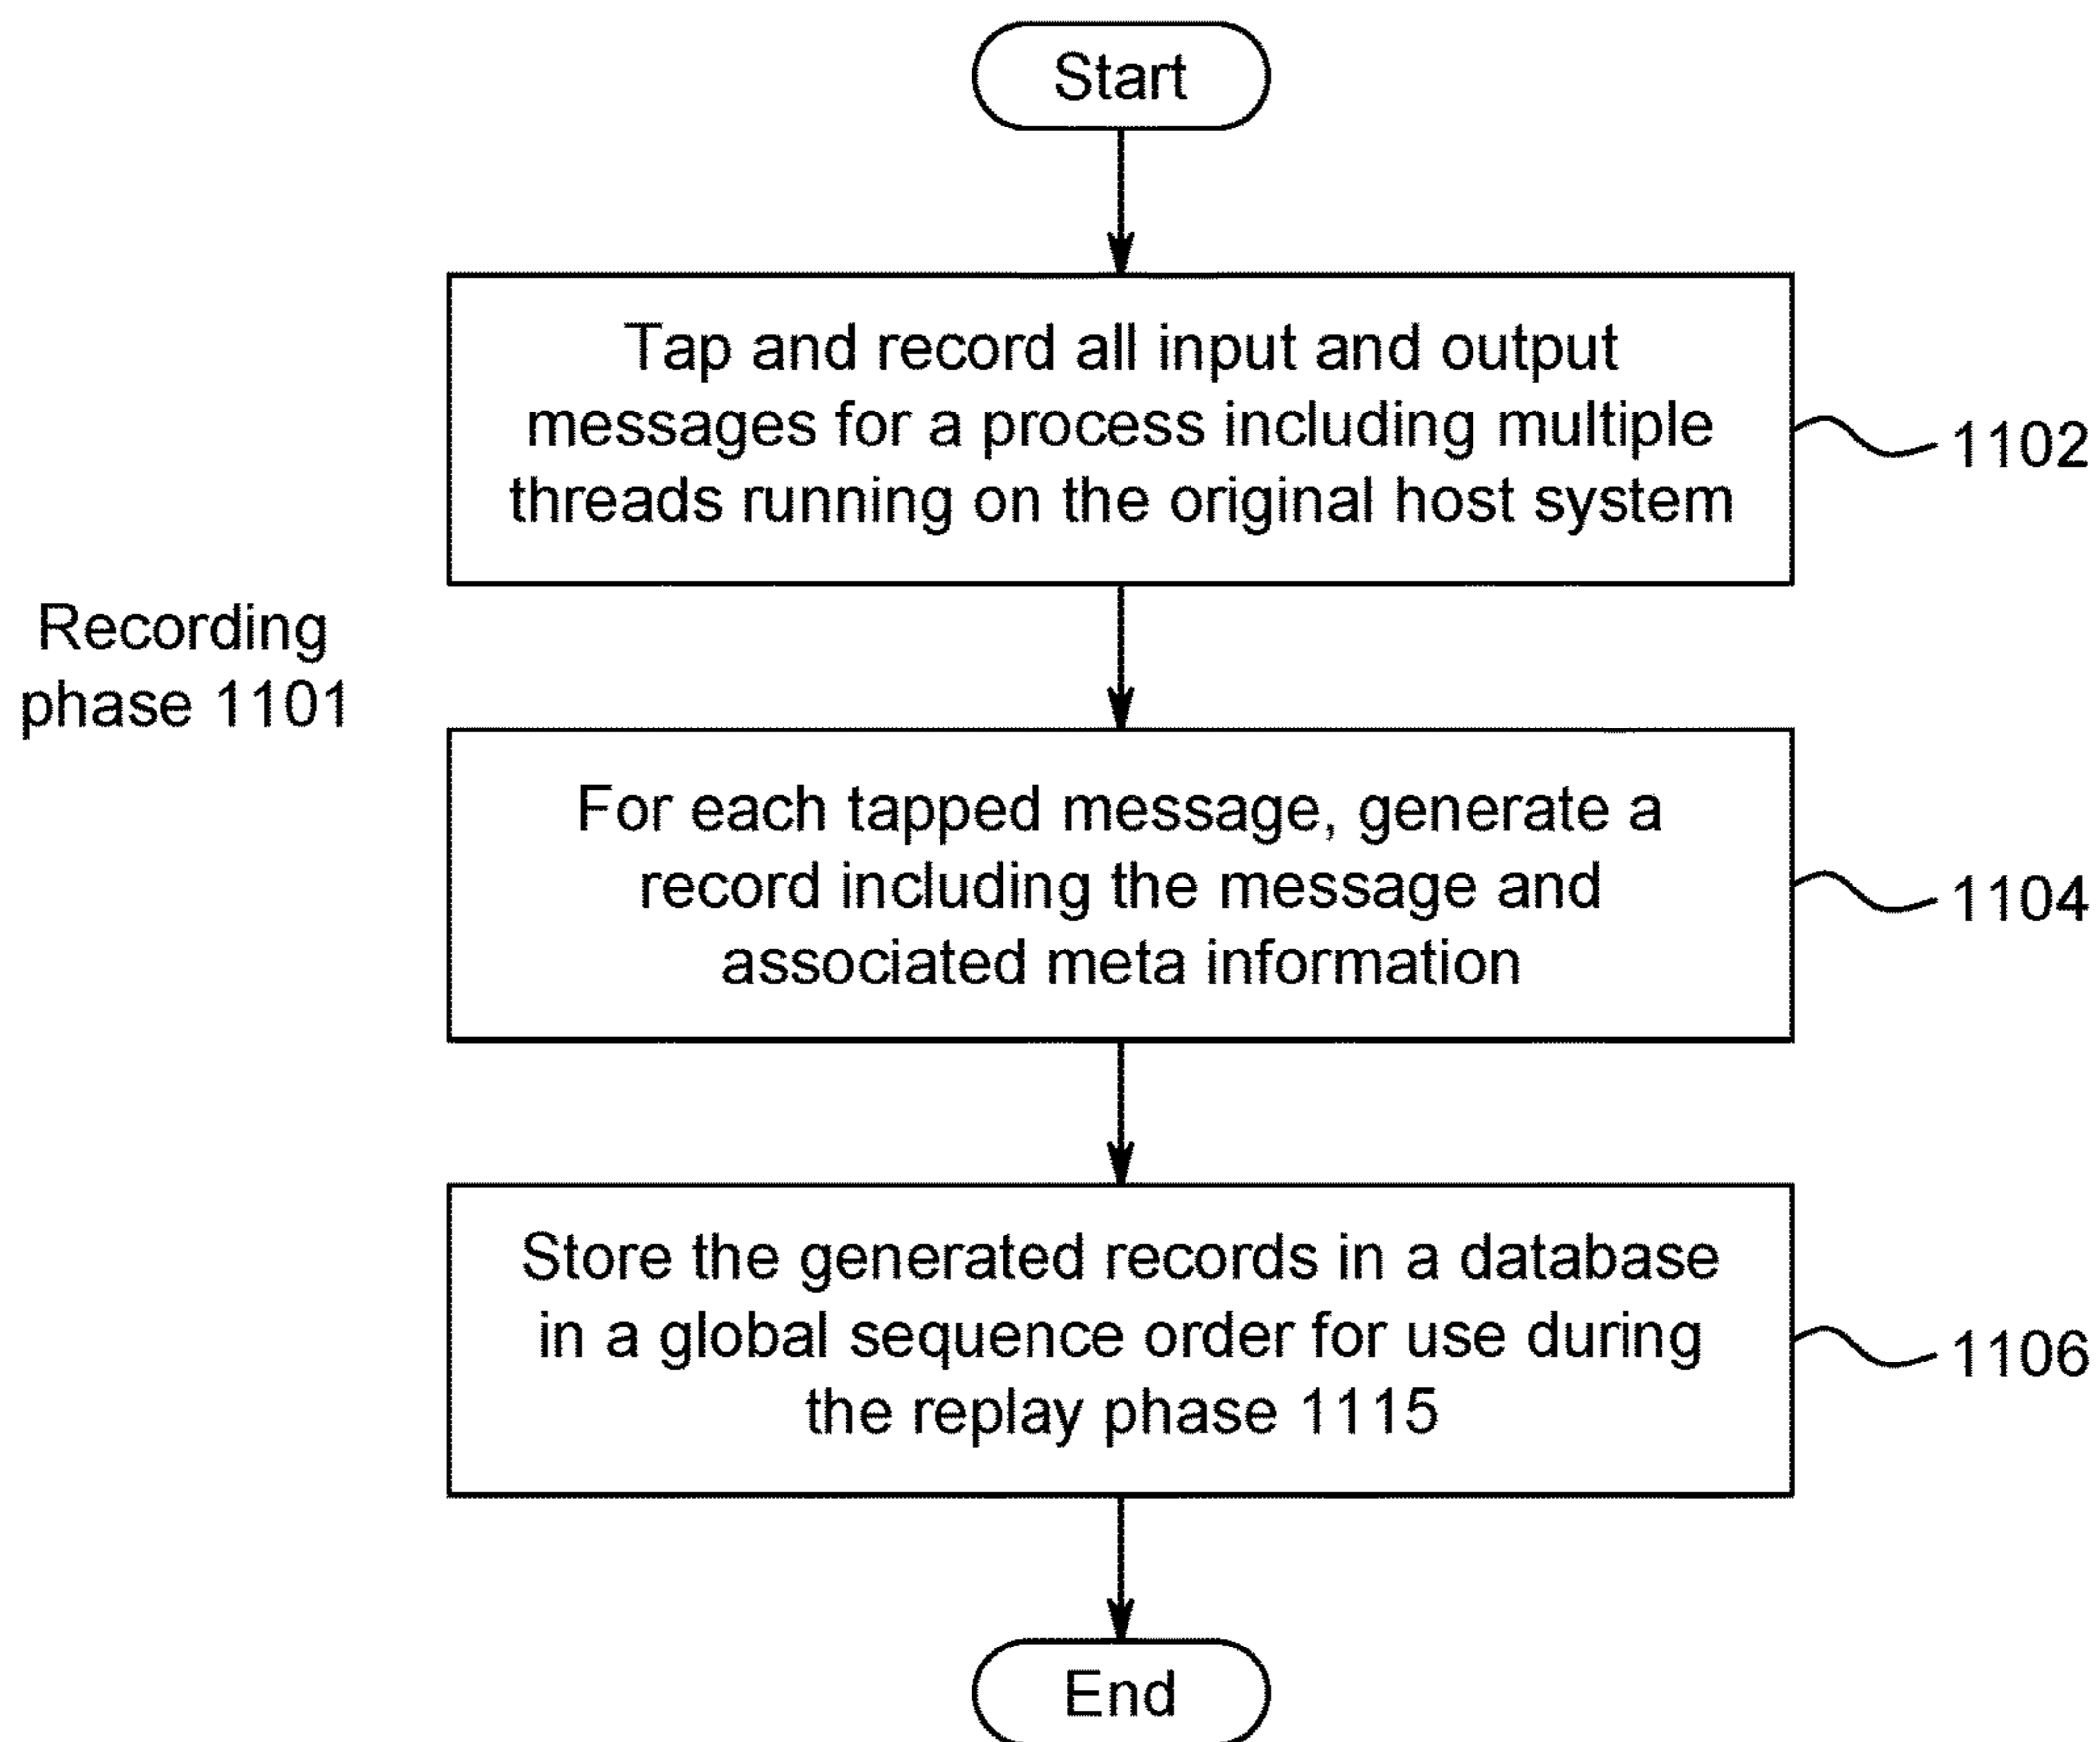 Start
Tap and record all input and output
messages for a process including multiple
threads running on the original host system
1102
Recording
phase 1101
For each tapped message, generate a
record including the message and
associated meta information
1104
Store the generated records in a database
in a global sequence order for use during
the replay phase 1115
1106
End